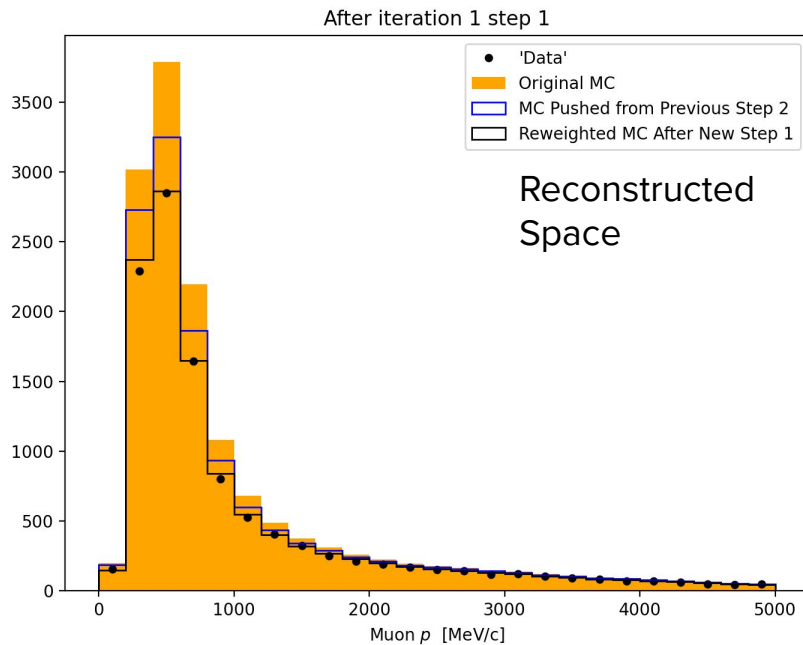 After iteration 1 step 1
'Data'
Original MC
MC Pushed from Previous Step 2
Reweighted MC After New Step 1
Reconstructed
Space
3500
3000
2500
2000
1500
1000
500
0
0 1000 2000 3000 4000 5000
Muon p [MeV/c]